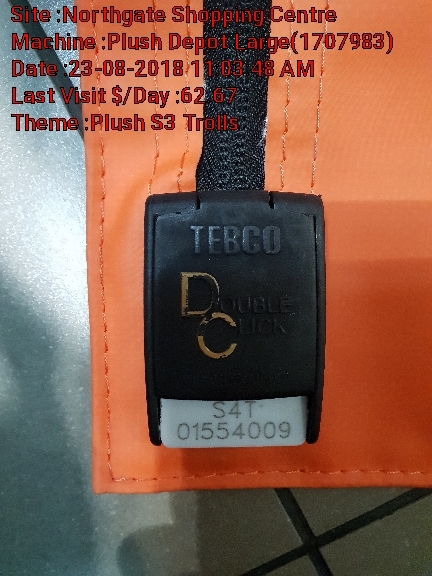 Site :Northgate Shopping Centre
Machine :Plush Depot Large(1707983)
Date :23-08-2018 11:03:48 AM
Last Visit $/Day :62.67
Theme :Plush S3 Trolls
TEBCO
DOUBLE
CLICK
S4T
01554009